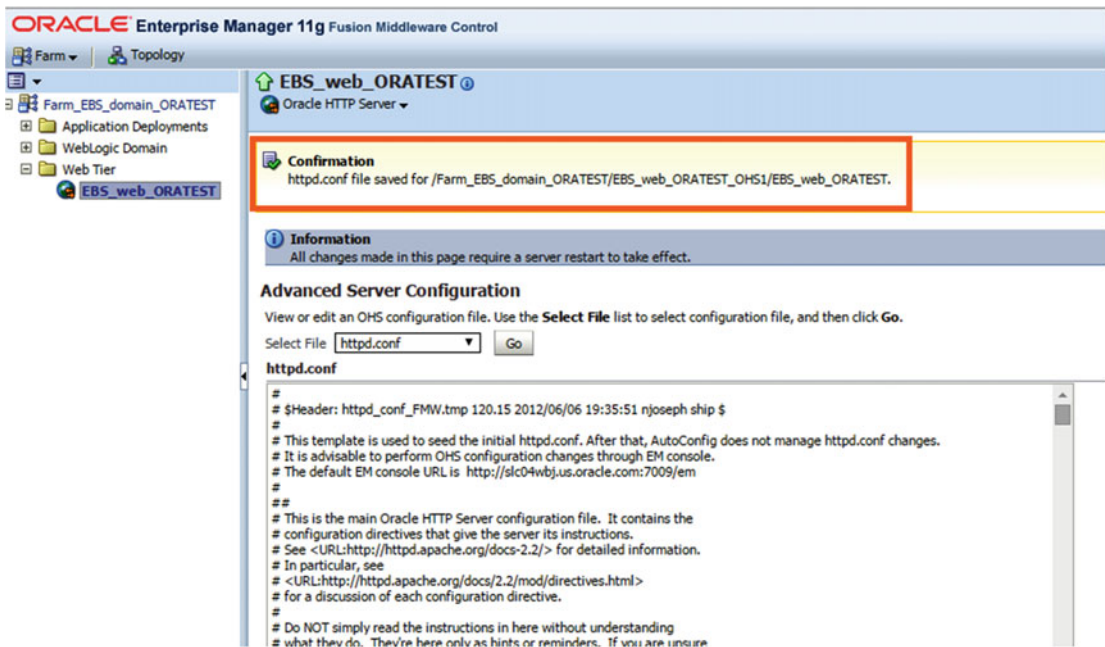 ORACLE Enterprise Manager 11g Fusion Middleware Control
Farm
Topology
Farm_EBS_domain_ORATEST
Application Deployments
WebLogic Domain
Web Tier
EBS_web_ORATEST
EBS_web_ORATEST
Oracle HTTP Server
Confirmation
httpd.conf file saved for /Farm_EBS_domain_ORATEST/EBS_web_ORATEST_OHS1/EBS_web_ORATEST.
Information
All changes made in this page require a server restart to take effect.
Advanced Server Configuration
View or edit an OHS configuration file. Use the Select File list to select configuration file, and then click Go.
Select File httpd.conf Go
httpd.conf
#
# $Header: httpd_conf_FMW.tmp 120.15 2012/06/06 19:35:51 njoseph ship $
#
# This template is used to seed the initial httpd.conf. After that, AutoConfig does not manage httpd.conf changes.
# It is advisable to perform OHS configuration changes through EM console.
# The default EM console URL is http://slc04wbj.us.oracle.com:7009/em
#
##
# This is the main Oracle HTTP Server configuration file. It contains the
# configuration directives that give the server its instructions.
# See <URL:http://httpd.apache.org/docs-2.2/> for detailed information.
# In particular, see
# <URL:http://httpd.apache.org/docs/2.2/mod/directives.html>
# for a discussion of each configuration directive.
#
# Do NOT simply read the instructions in here without understanding
# what they do. They're here only as hints or reminders. If you are unsure